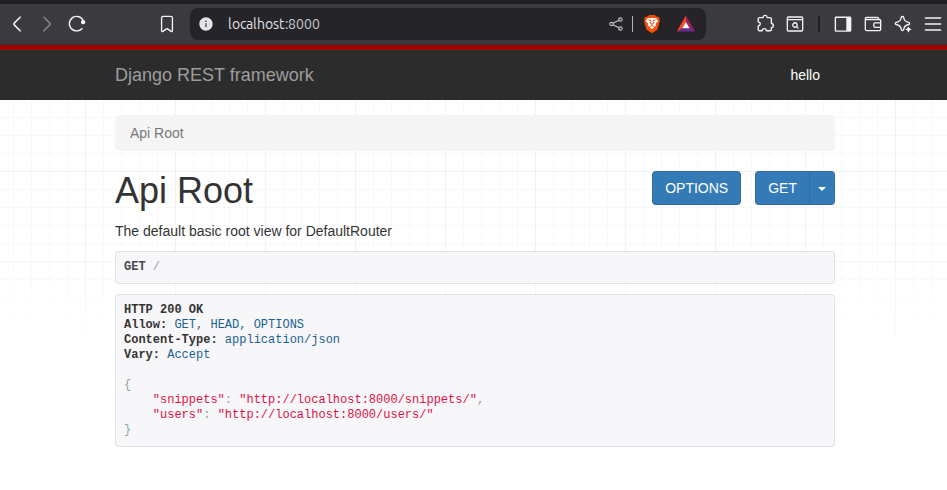 localhost:8000
Django REST framework
hello
Api Root
Api Root
OPTIONS
GET
The default basic root view for DefaultRouter
GET /
HTTP 200 OK
Allow: GET, HEAD, OPTIONS
Content-Type: application/json
Vary: Accept
{
    "snippets": "http://localhost:8000/snippets/",
    "users": "http://localhost:8000/users/"
}